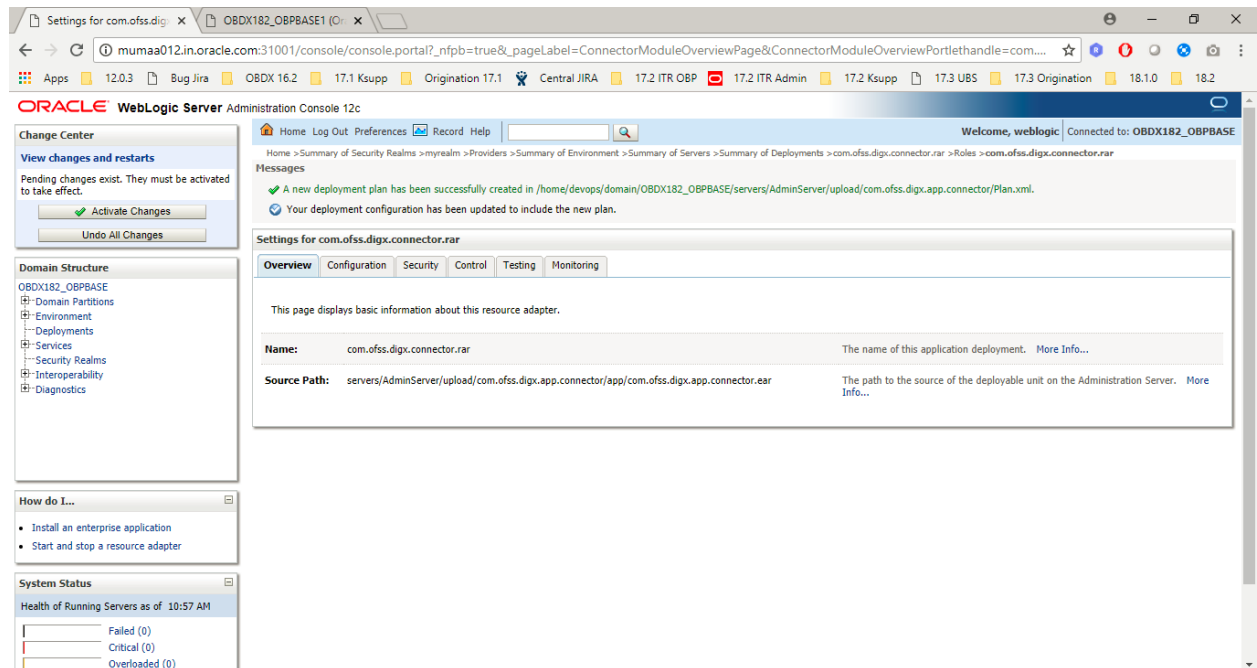 Settings for com.ofss.dig
OBDX182_OBPBASE1 (Or
mumaa012.in.oracle.com:31001/console/console.portal?_nfpb=true&_pageLabel=ConnectorModuleOverviewPage&ConnectorModuleOverviewPortlethandle=com....
Apps 12.0.3 Bug Jira OBDX 16.2 17.1 Ksupp Origination 17.1 Central JIRA 17.2 ITR OBP 17.2 ITR Admin 17.2 Ksupp 17.3 UBS 17.3 Origination 18.1.0 18.2
ORACLE WebLogic Server Administration Console 12c
Change Center
View changes and restarts
Pending changes exist. They must be activated
to take effect.
Activate Changes
Undo All Changes
Domain Structure
OBDX182_OBPBASE
Domain Partitions
Environment
Deployments
Services
Security Realms
Interoperability
Diagnostics
How do I...
Install an enterprise application
Start and stop a resource adapter
System Status
Health of Running Servers as of 10:57 AM
Failed (0)
Critical (0)
Overloaded (0)
Home Log Out Preferences Record Help
Welcome, weblogic Connected to: OBDX182_OBPBASE
Home >Summary of Security Realms >myrealm >Providers >Summary of Environment >Summary of Servers >Summary of Deployments >com.ofss.digx.connector.rar >Roles >com.ofss.digx.connector.rar
Messages
A new deployment plan has been successfully created in /home/devops/domain/OBDX182_OBPBASE/servers/AdminServer/upload/com.ofss.digx.app.connector/Plan.xml.
Your deployment configuration has been updated to include the new plan.
Settings for com.ofss.digx.connector.rar
Overview Configuration Security Control Testing Monitoring
This page displays basic information about this resource adapter.
Name: com.ofss.digx.connector.rar The name of this application deployment. More Info...
Source Path: servers/AdminServer/upload/com.ofss.digx.app.connector/app/com.ofss.digx.app.connector.ear The path to the source of the deployable unit on the Administration Server. More
Info...